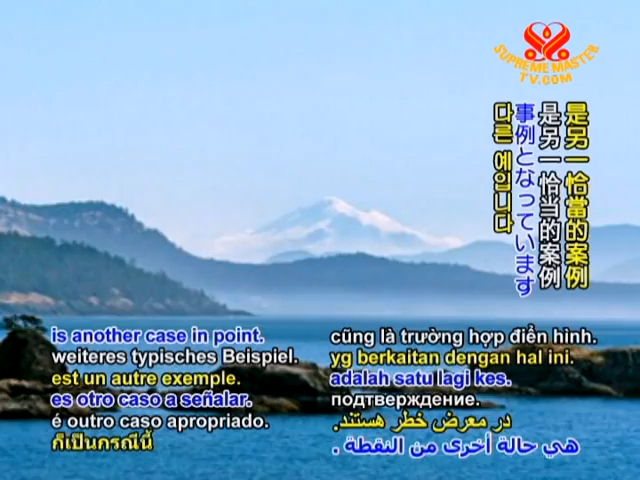 SUPREME MASTER
TV.COM
是另一恰當的案例
是另一恰当的案例
事例となっています
다른 예입니다
is another case in point.
weiteres typisches Beispiel.
est un autre exemple.
es otro caso a señalar.
é outro caso apropriado.
ก็เป็นกรณีนี้
cũng là trường hợp điển hình.
yg berkaitan dengan hal ini.
adalah satu lagi kes.
подтверждение.
در معرض خطر هستند.
هي حالة أخرى من النقطة .